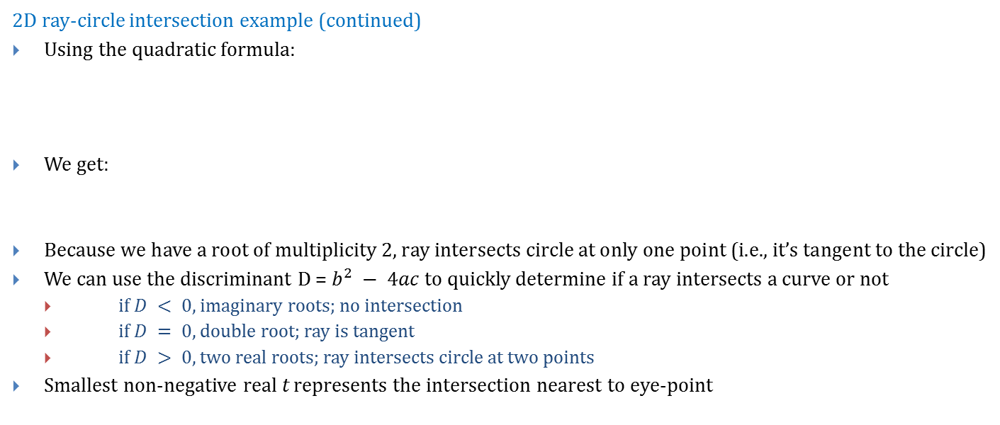 2D ray-circle intersection example (continued)
Using the quadratic formula:
We get:
Because we have a root of multiplicity 2, ray intersects circle at only one point (i.e., it’s tangent to the circle)
We can use the discriminant D = b² − 4ac to quickly determine if a ray intersects a curve or not
if D < 0, imaginary roots; no intersection
if D = 0, double root; ray is tangent
if D > 0, two real roots; ray intersects circle at two points
Smallest non-negative real t represents the intersection nearest to eye-point